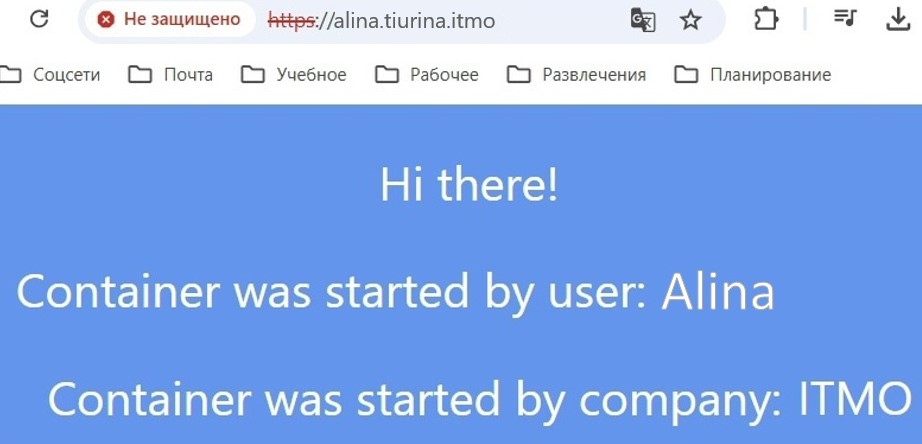 Не защищено https://alina.tiurina.itmo
Соцсети Почта Учебное Рабочее Развлечения Планирование
Hi there!
Container was started by user: Alina
Container was started by company: ITMO